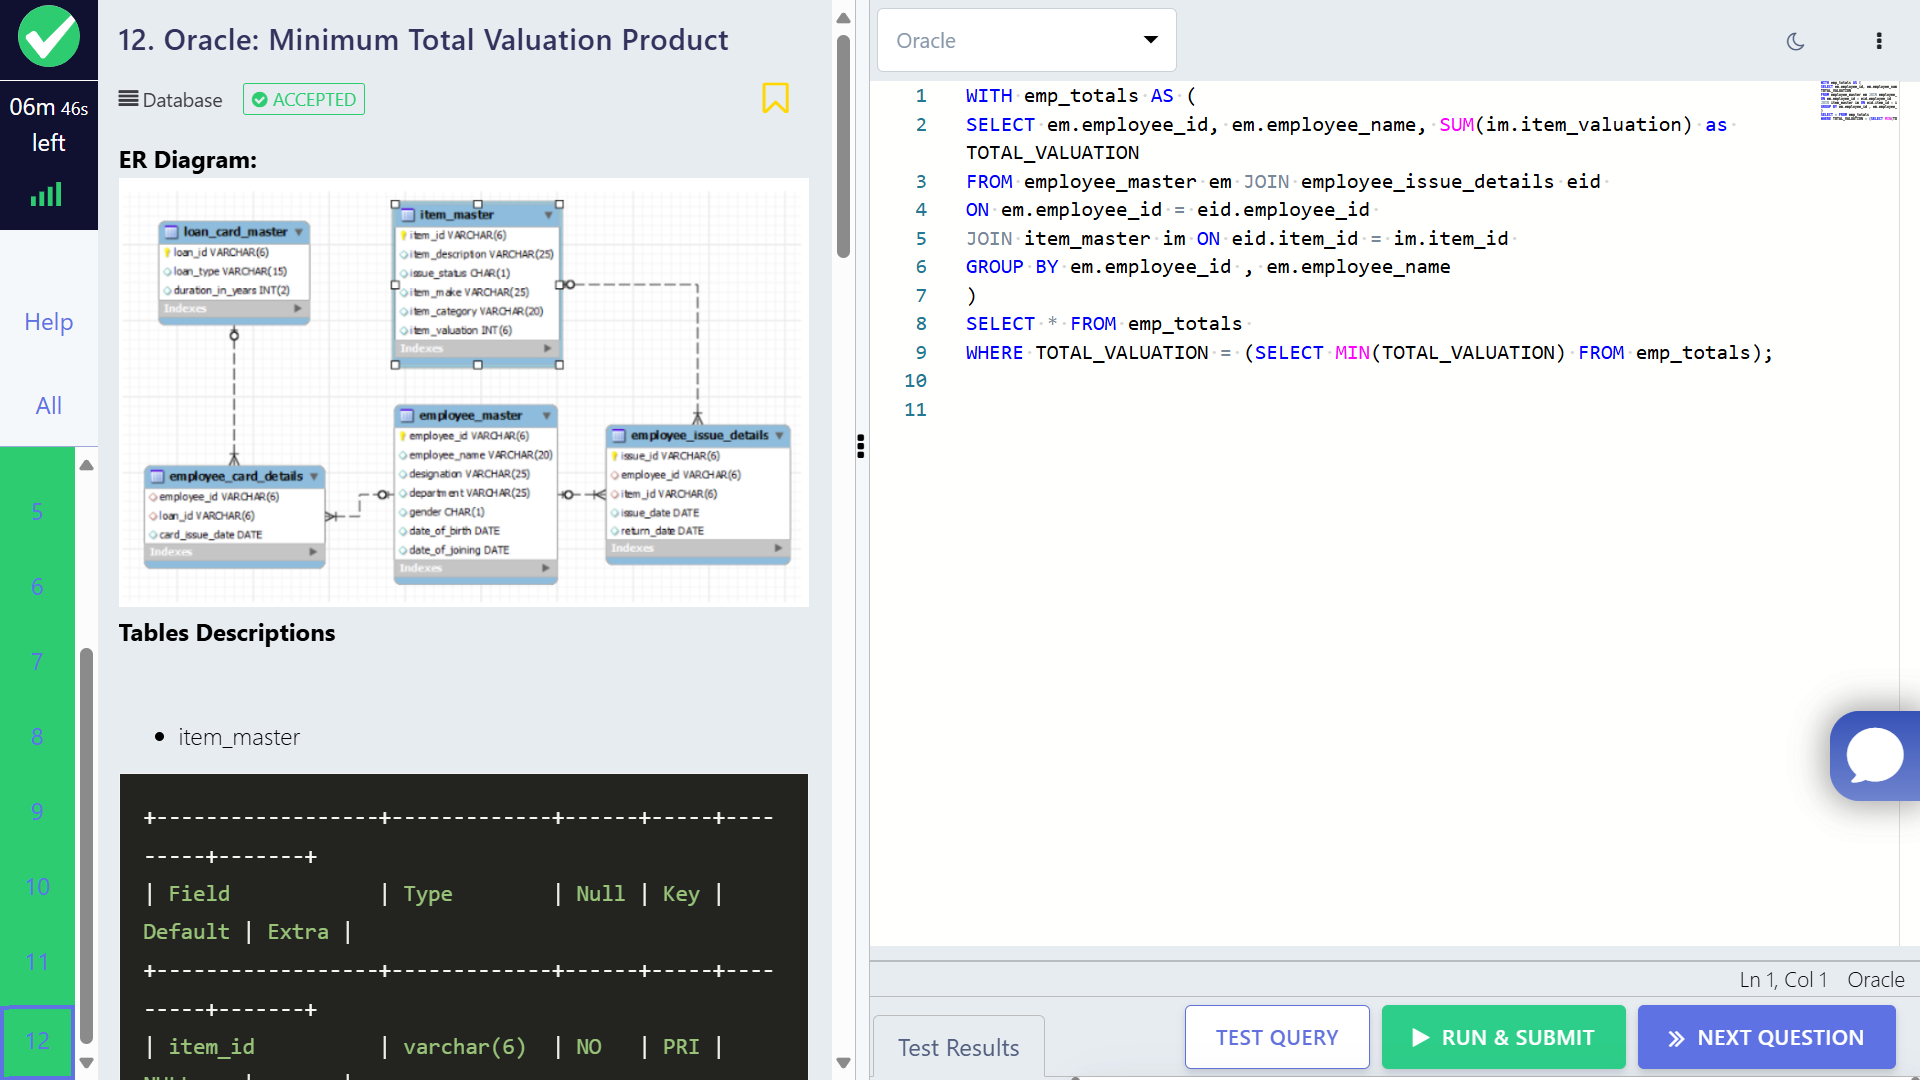 06m 46s
left
Help
All
5
6
7
8
9
10
11
12
12. Oracle: Minimum Total Valuation Product
Database
ACCEPTED
ER Diagram:
loan_card_master
loan_id VARCHAR(6)
loan_type VARCHAR(15)
duration_in_years INT(2)
Indexes
item_master
item_id VARCHAR(6)
item_description VARCHAR(25)
issue_status CHAR(1)
item_make VARCHAR(25)
item_category VARCHAR(20)
item_valuation INT(6)
Indexes
employee_card_details
employee_id VARCHAR(6)
loan_id VARCHAR(6)
card_issue_date DATE
Indexes
employee_master
employee_id VARCHAR(6)
employee_name VARCHAR(20)
designation VARCHAR(25)
department VARCHAR(25)
gender CHAR(1)
date_of_birth DATE
date_of_joining DATE
Indexes
employee_issue_details
issue_id VARCHAR(6)
employee_id VARCHAR(6)
item_id VARCHAR(6)
issue_date DATE
return_date DATE
Indexes
Tables Descriptions
item_master
+------------------+-------------+------+-----+----
-----+-------+
| Field | Type | Null | Key |
Default | Extra |
+------------------+-------------+------+-----+----
-----+-------+
| item_id | varchar(6) | NO | PRI |
Oracle
1 WITH emp_totals AS (
2 SELECT em.employee_id, em.employee_name, SUM(im.item_valuation) as
TOTAL_VALUATION
3 FROM employee_master em JOIN employee_issue_details eid
4 ON em.employee_id = eid.employee_id
5 JOIN item_master im ON eid.item_id = im.item_id
6 GROUP BY em.employee_id , em.employee_name
7 )
8 SELECT * FROM emp_totals
9 WHERE TOTAL_VALUATION = (SELECT MIN(TOTAL_VALUATION) FROM emp_totals);
10
11
Ln 1, Col 1 Oracle
Test Results
TEST QUERY
RUN & SUBMIT
NEXT QUESTION